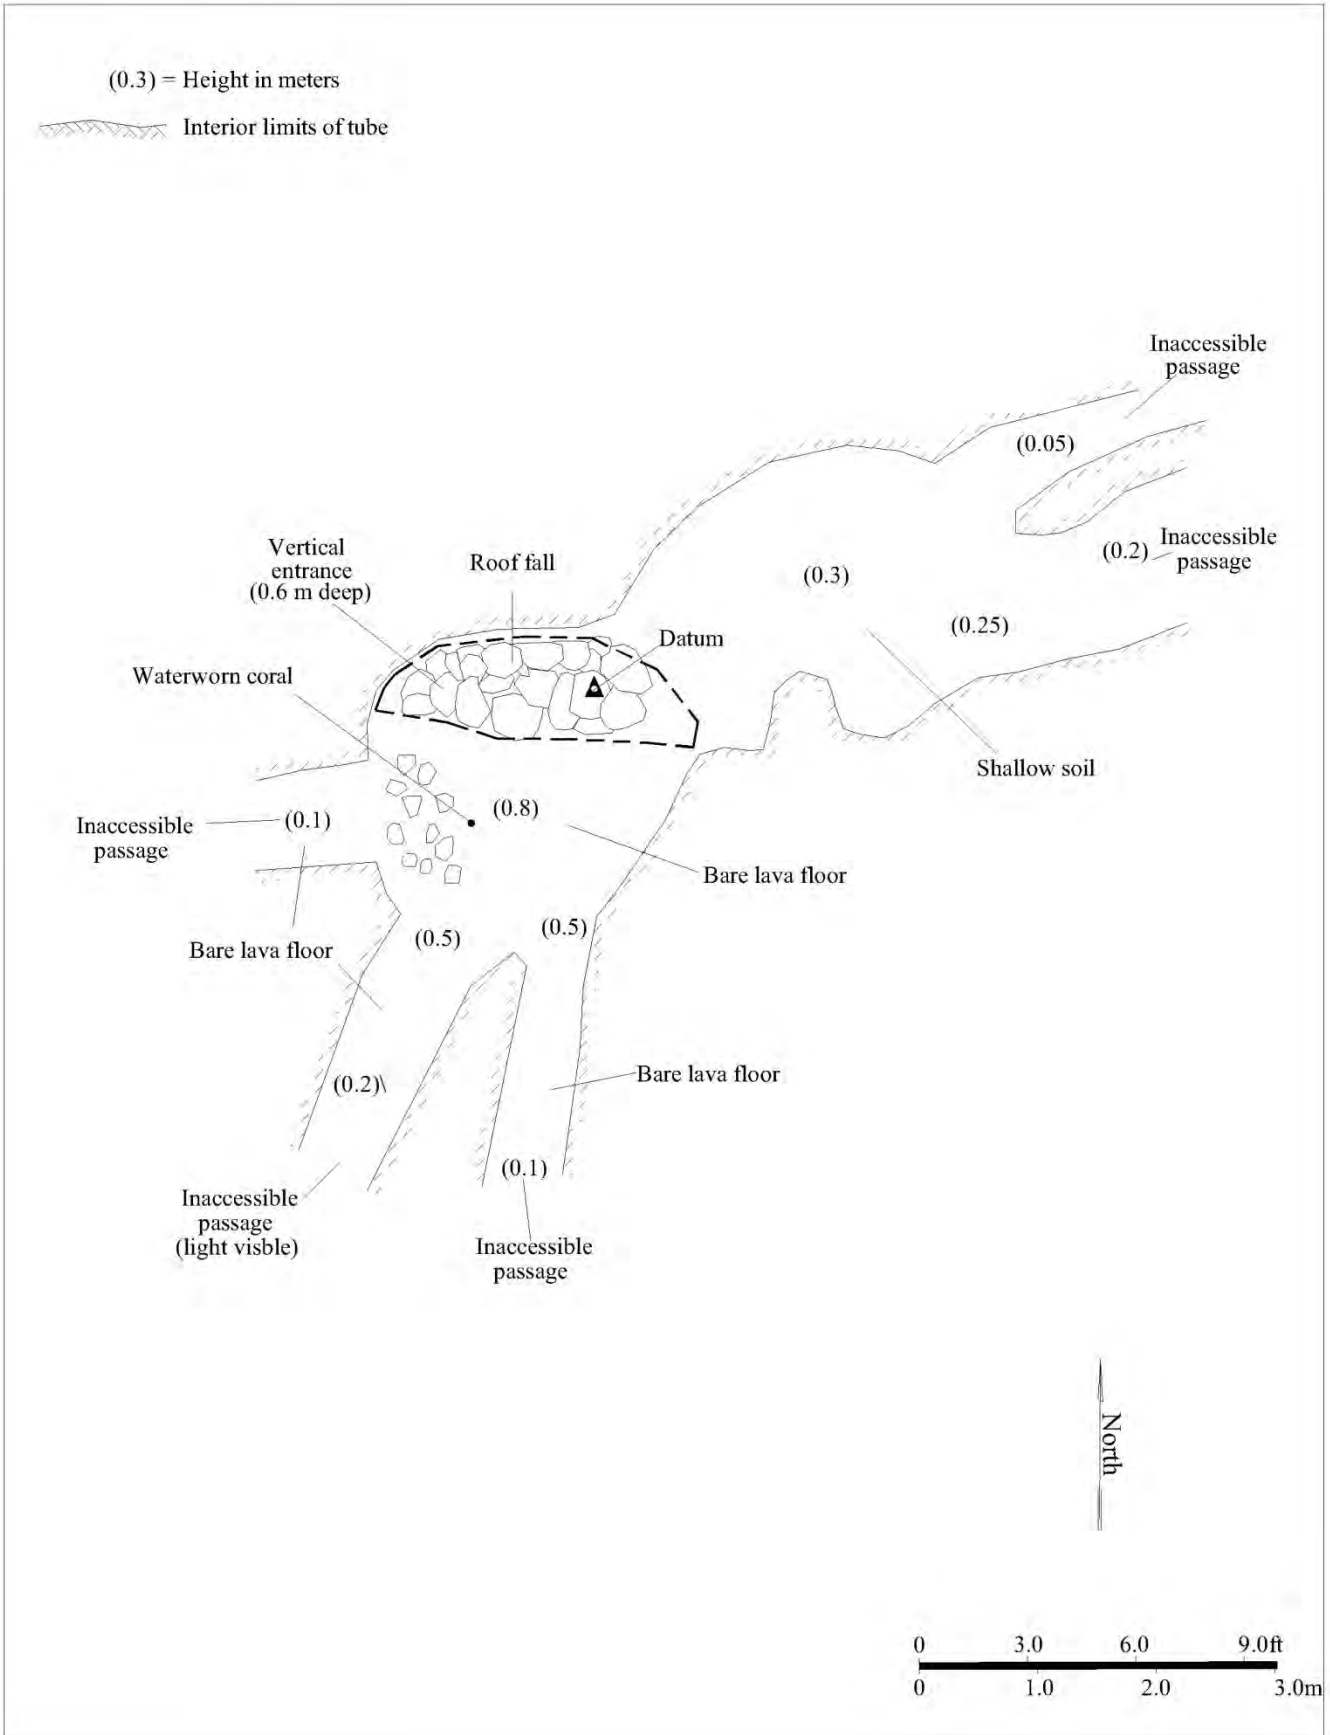 (0.3) = Height in meters
Interior limits of tube
Inaccessible
passage
(0.05)
Inaccessible
passage
(0.2)
(0.3)
(0.25)
Vertical
entrance
(0.6 m deep)
Roof fall
Datum
Waterworn coral
Shallow soil
(0.8)
(0.1)
Inaccessible
passage
Bare lava floor
Bare lava floor
(0.5)
(0.5)
(0.2)\
Bare lava floor
(0.1)
Inaccessible
passage
(light visble)
Inaccessible
passage
North
0 3.0 6.0 9.0ft
0 1.0 2.0 3.0m